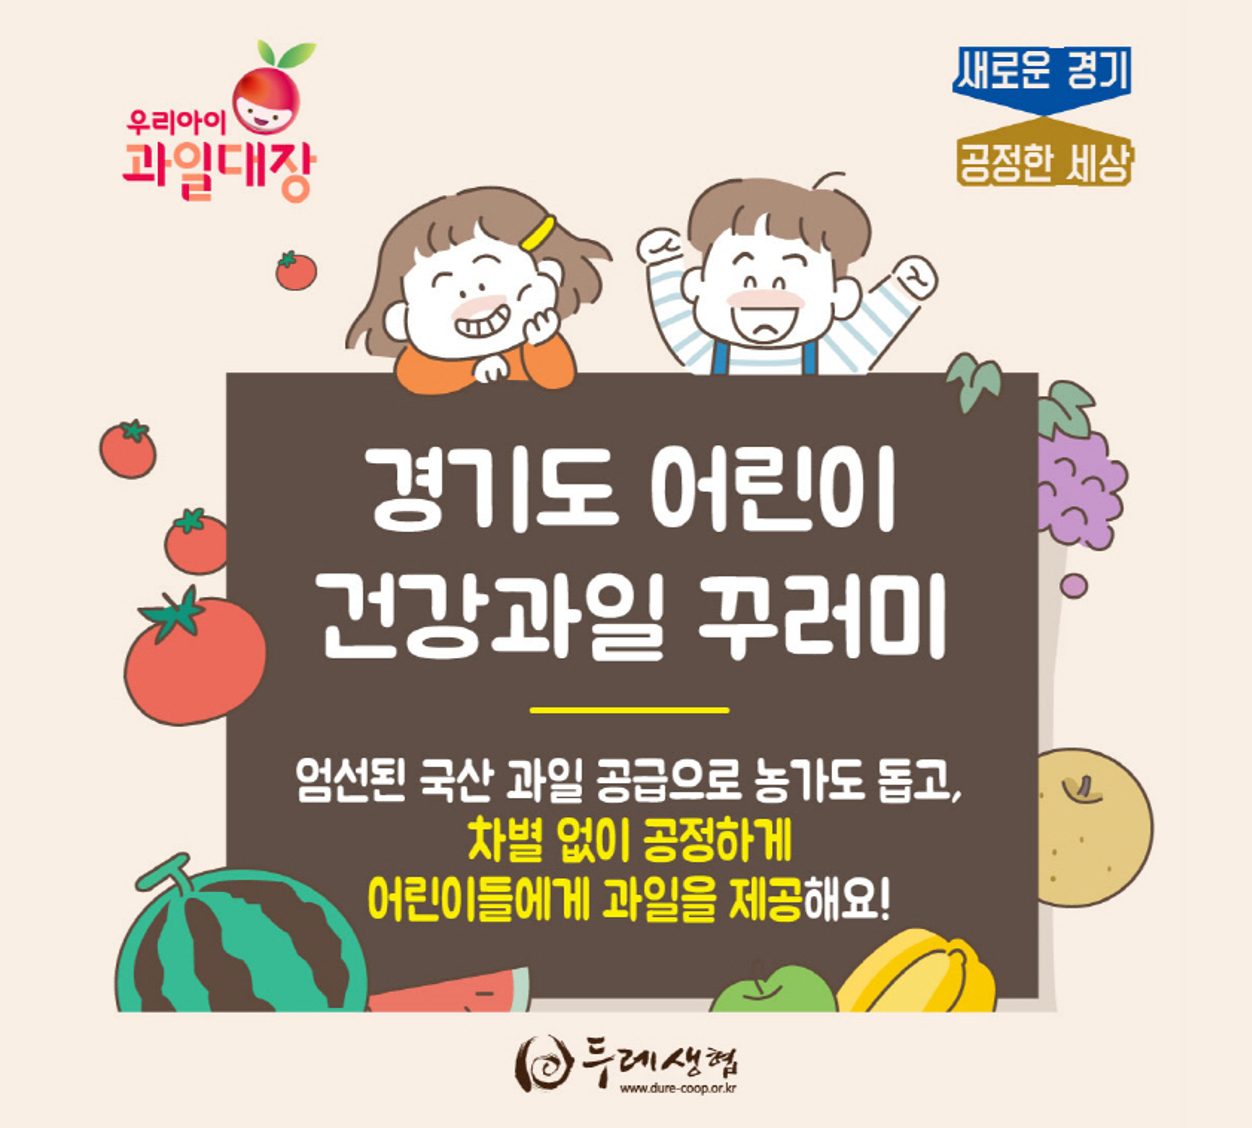 우리아이
과일대장
새로운 경기
공정한 세상
경기도 어린이
건강과일 꾸러미
엄선된 국산 과일 공급으로 농가도 돕고,
차별 없이 공정하게
어린이들에게 과일을 제공해요!
두레생협
www.dure-coop.or.kr